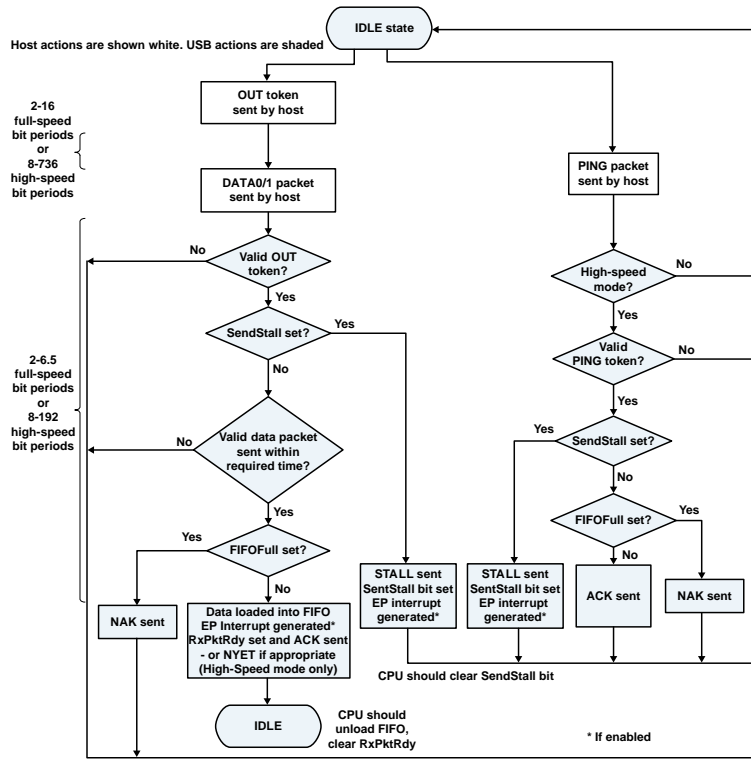 IDLE state
Host actions are shown white. USB actions are shaded
OUT token
sent by host
2-16
full-speed
bit periods
or
8-736
high-speed
bit periods
PING packet
sent by host
DATA0/1 packet
sent by host
No
Valid OUT
token?
Yes
High-speed
mode?
No
Yes
SendStall set?
Yes
No
Valid
PING token?
No
Yes
2-6.5
full-speed
bit periods
or
8-192
high-speed
bit periods
No
Valid data packet
sent within
required time?
Yes
Yes
SendStall set?
No
Yes
FIFOFull set?
No
FIFOFull set?
Yes
No
NAK sent
Data loaded into FIFO
EP Interrupt generated*
RxPktRdy set and ACK sent
- or NYET if appropriate
(High-Speed mode only)
STALL sent
SentStall bit set
EP interrupt
generated*
STALL sent
SentStall bit set
EP interrupt
generated*
ACK sent
NAK sent
CPU should clear SendStall bit
IDLE
CPU should
unload FIFO,
clear RxPktRdy
* If enabled